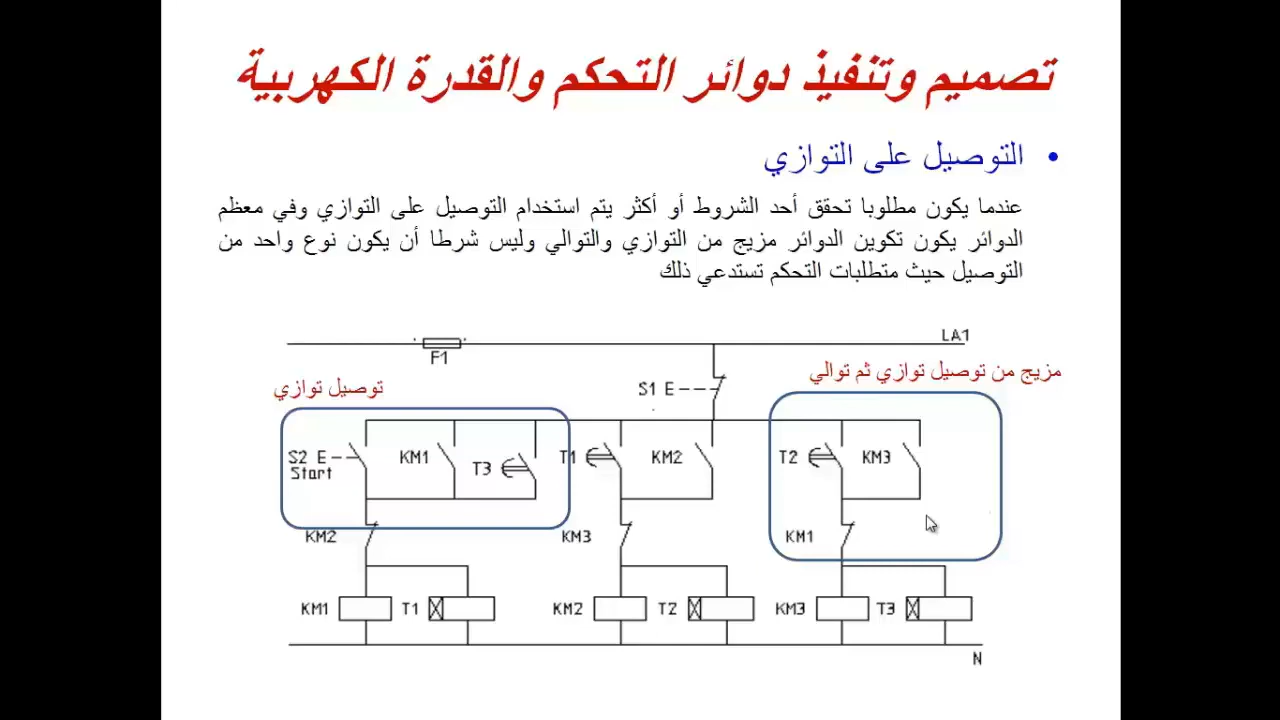 تصميم وتنفيذ دوائر التحكم والقدرة الكهربية
• التوصيل على التوازي
عندما يكون مطلوبا تحقق أحد الشروط أو أكثر يتم استخدام التوصيل على التوازي وفي معظم
الدوائر يكون تكوين الدوائر مزيج من التوازي والتوالي وليس شرطا أن يكون نوع واحد من
التوصيل حيث متطلبات التحكم تستدعي ذلك
LA1
F1
مزيج من توصيل توازي ثم توالي
توصيل توازي
S1 E
S2 E KM1 T3 T1 KM2 T2 KM3
Start
KM2 KM3 KM1
KM1 T1 KM2 T2 KM3 T3
N